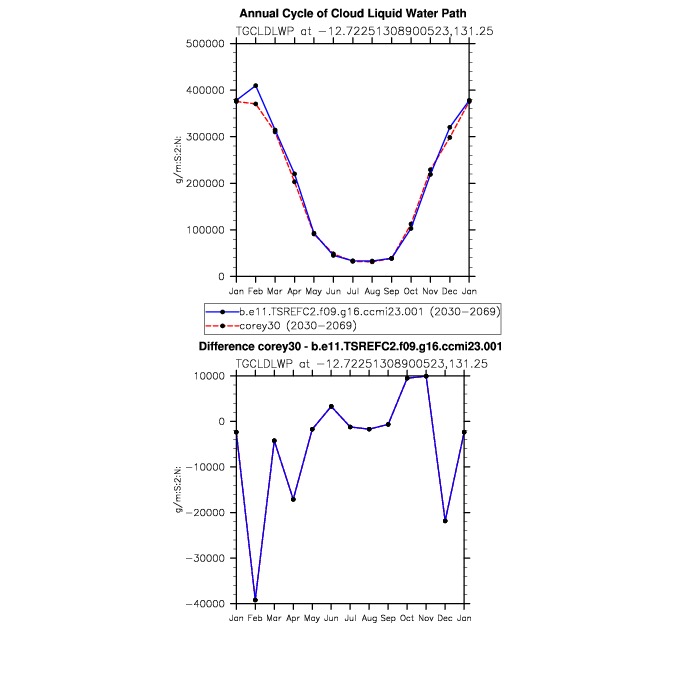 Annual Cycle of Cloud Liquid Water Path
TGCLDLWP at −12.72251308900523,131.25
500000
400000
300000
200000
100000
0
g/m:S:2:N:
Jan Feb Mar Apr May Jun Jul Aug Sep Oct Nov Dec Jan
b.e11.TSREFC2.f09.g16.ccmi23.001 (2030−2069)
corey30 (2030−2069)
Difference corey30 - b.e11.TSREFC2.f09.g16.ccmi23.001
TGCLDLWP at −12.72251308900523,131.25
10000
0
−10000
−20000
−30000
−40000
g/m:S:2:N:
Jan Feb Mar Apr May Jun Jul Aug Sep Oct Nov Dec Jan